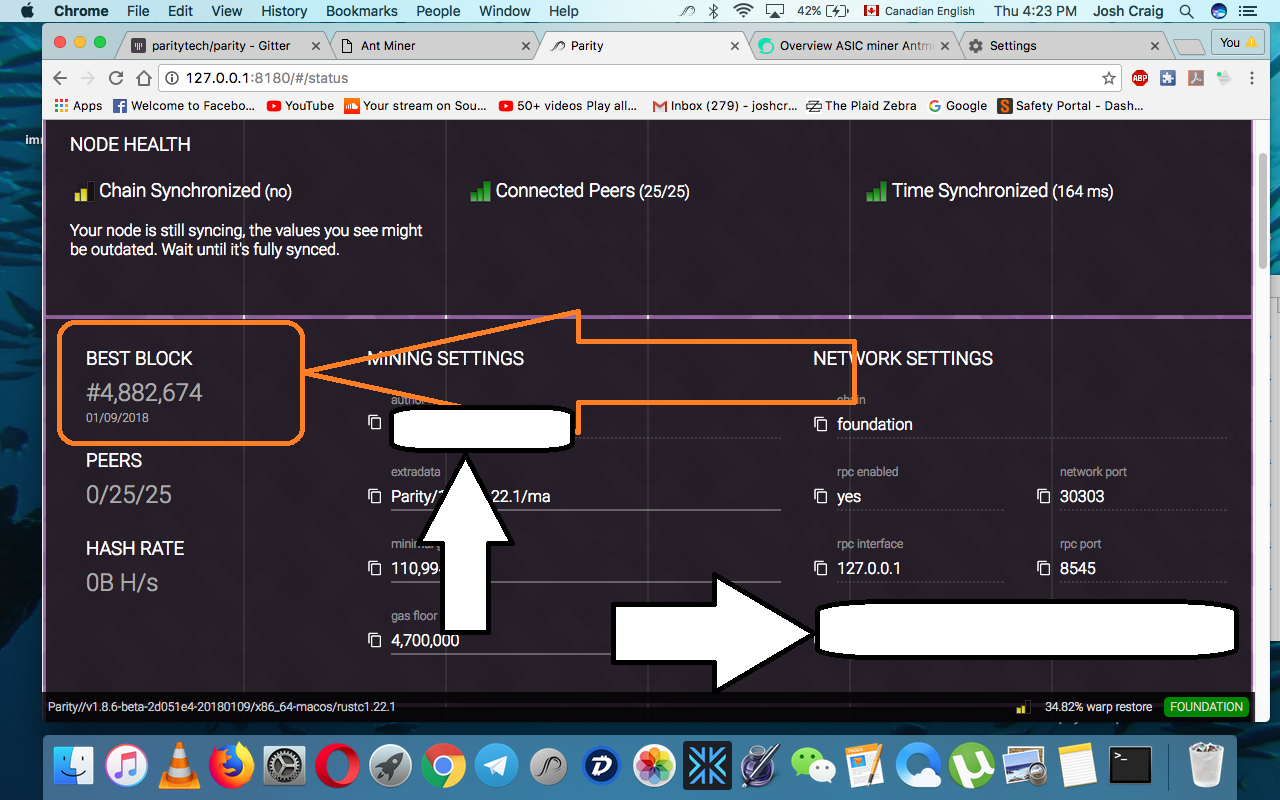 Chrome File Edit View History Bookmarks People Window Help 42% Canadian English Thu 4:23 PM Josh Craig
paritytech/parity - Gitter Ant Miner Parity Overview ASIC miner Antmi Settings You
127.0.0.1:8180/#/status ABP
Apps Welcome to Facebo... YouTube Your stream on Sou... 50+ videos Play all... Inbox (279) - joshcr... The Plaid Zebra Google Safety Portal - Dash...
NODE HEALTH
Chain Synchronized (no) Connected Peers (25/25) Time Synchronized (164 ms)
Your node is still syncing, the values you see might
be outdated. Wait until it's fully synced.
BEST BLOCK MINING SETTINGS NETWORK SETTINGS
#4,882,674
01/09/2018
chain
foundation
PEERS
0/25/25
extradata rpc enabled network port
Parity/ 22.1/ma yes 30303
HASH RATE
0B H/s
rpc interface rpc port
110,99 127.0.0.1 8545
gas floor
4,700,000
Parity//v1.8.6-beta-2d051e4-20180109/x86_64-macos/rustc1.22.1 34.82% warp restore FOUNDATION
PAGES